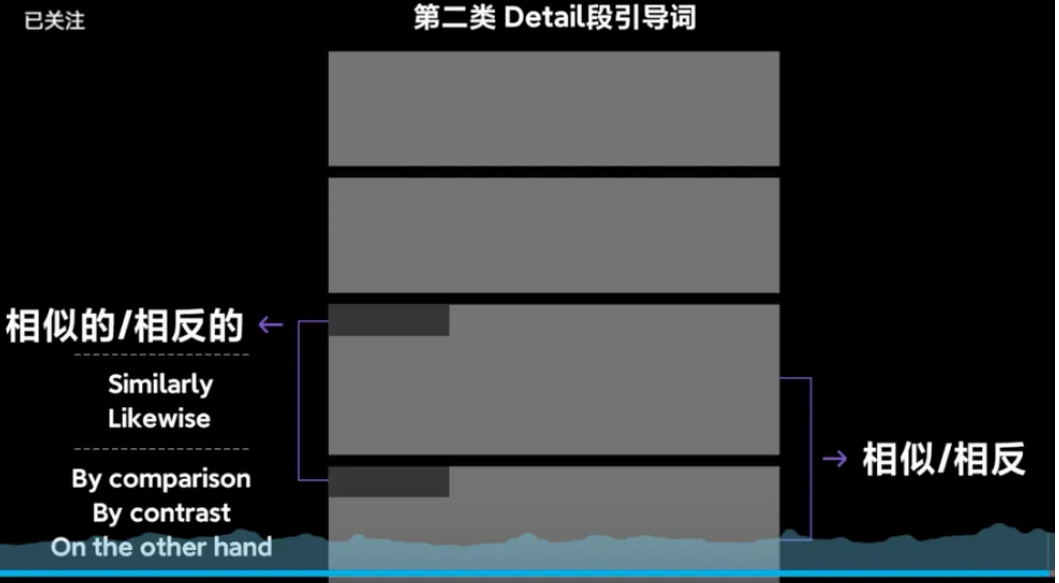 已关注
第二类 Detail段引导词
相似的/相反的
Similarly
Likewise
By comparison
By contrast
On the other hand
相似/相反